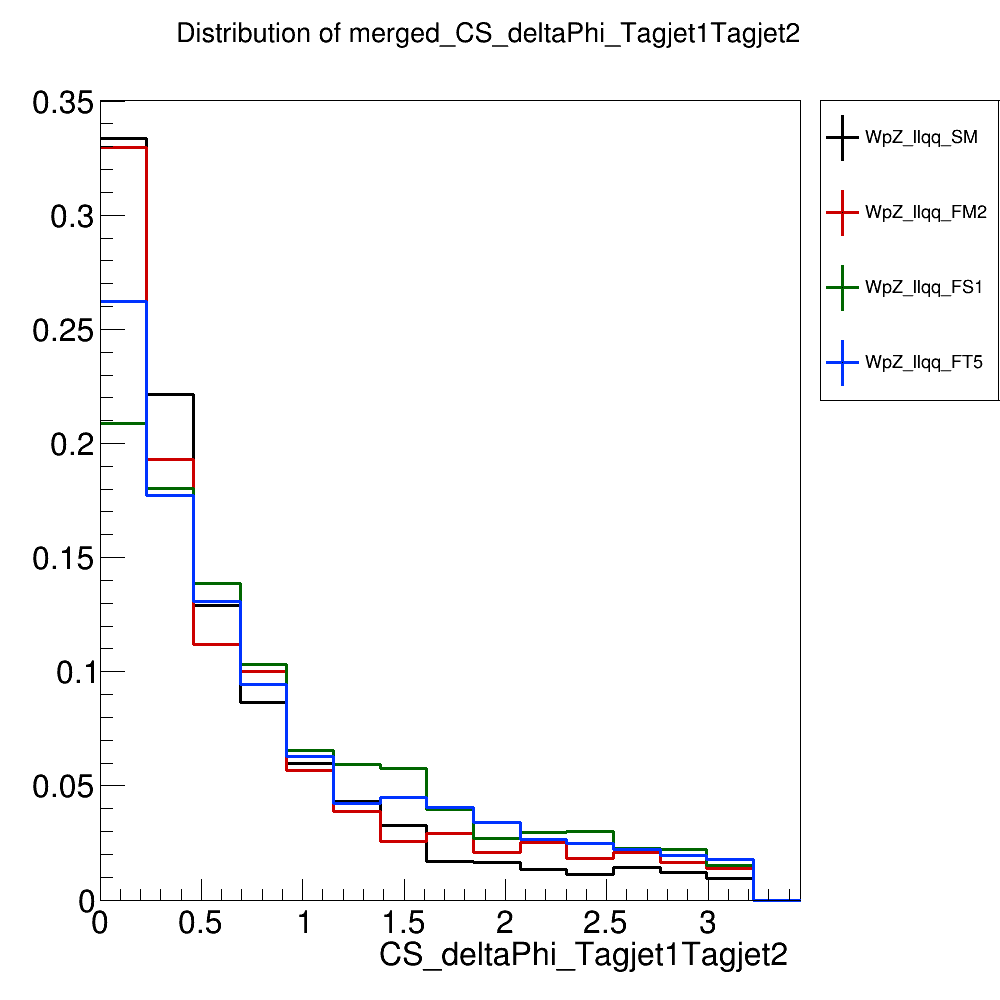 Distribution of merged_CS_deltaPhi_Tagjet1Tagjet2
0.35
0.3
0.25
0.2
0.15
0.1
0.05
0
0 0.5 1 1.5 2 2.5 3
CS_deltaPhi_Tagjet1Tagjet2
WpZ_llqq_SM
WpZ_llqq_FM2
WpZ_llqq_FS1
WpZ_llqq_FT5